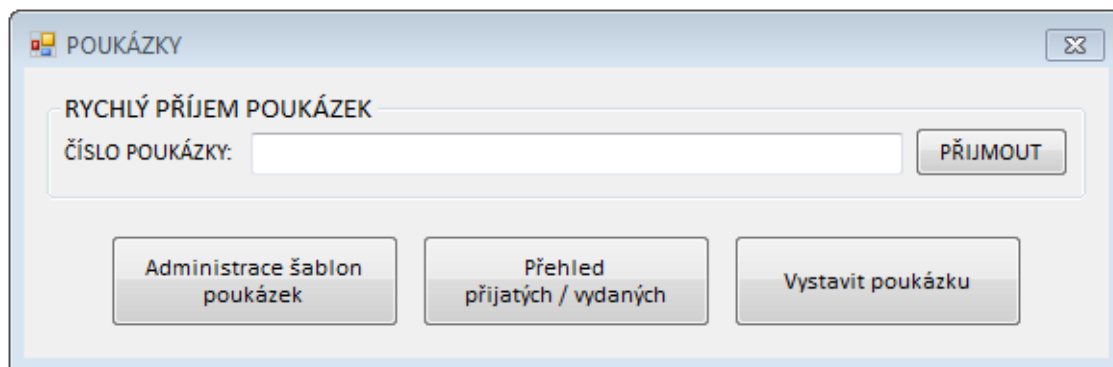 POUKÁZKY
RYCHLÝ PŘÍJEM POUKÁZEK
ČÍSLO POUKÁZKY:
PŘIJMOUT
Administrace šablon
poukázek
Přehled
přijatých / vydaných
Vystavit poukázku